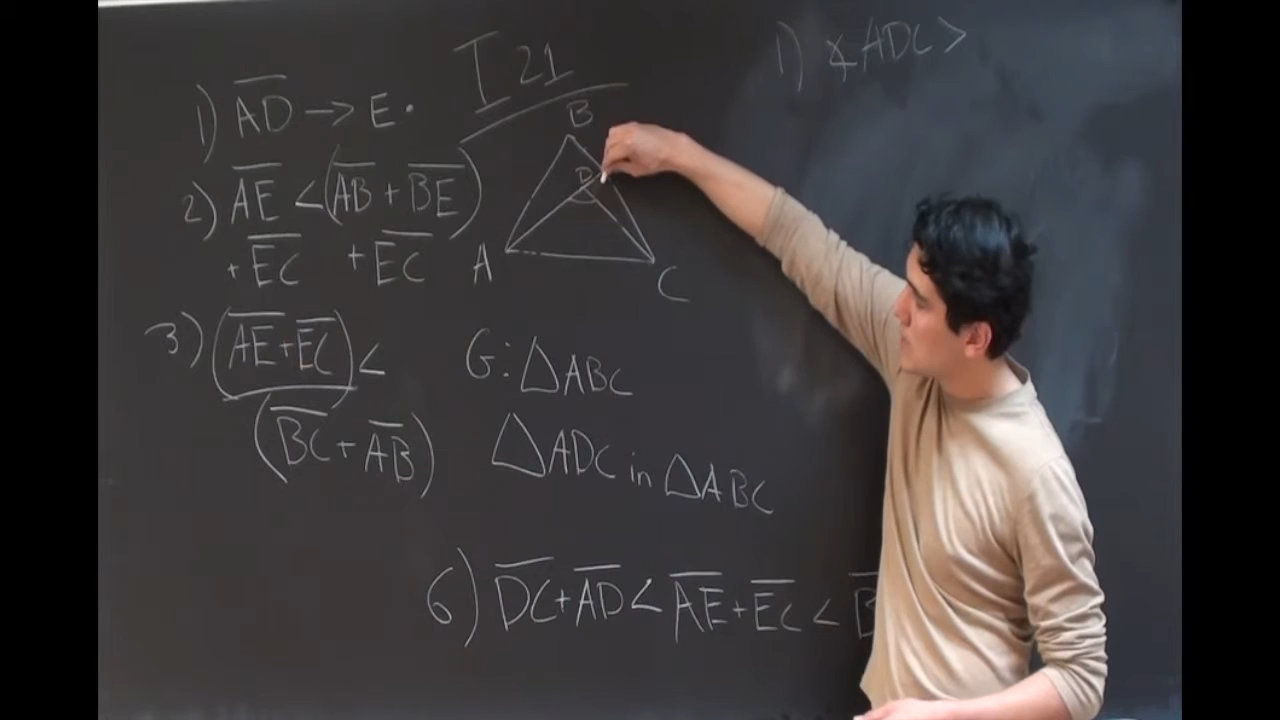 I 21
1) AD → E.
2) AE < (AB + BE)
+ EC + EC
3) (AE + EC) <
(BC + AB)
B
D
A
C
G: △ABC
△ADC in △ABC
6) DC + AD < AE + EC < B
1) ∡ADC >